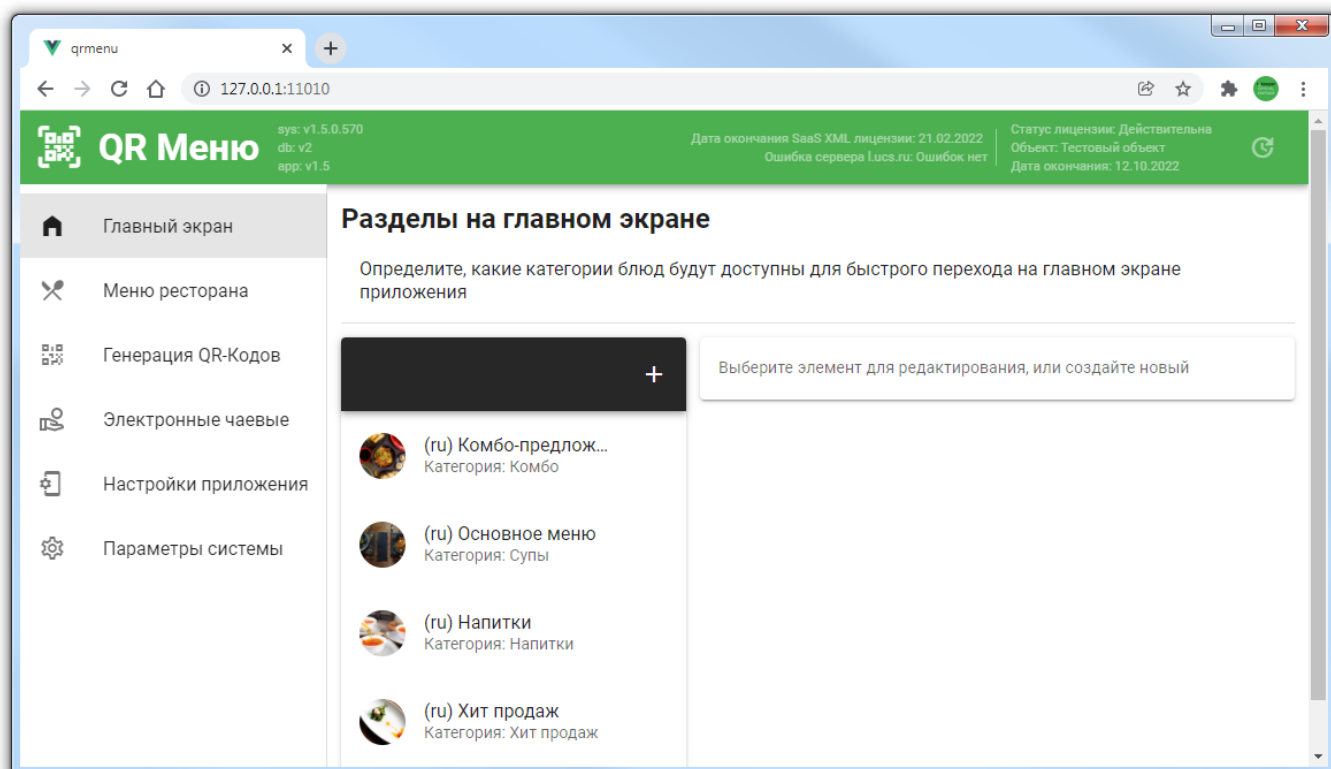 qrmenu
127.0.0.1:11010
QR Меню
sys: v1.5.0.570
db: v2
app: v1.5
Дата окончания SaaS XML лицензии: 21.02.2022
Ошибка сервера l.ucs.ru: Ошибок нет
Статус лицензии: Действительна
Объект: Тестовый объект
Дата окончания: 12.10.2022
Главный экран
Меню ресторана
Генерация QR-Кодов
Электронные чаевые
Настройки приложения
Параметры системы
Разделы на главном экране
Определите, какие категории блюд будут доступны для быстрого перехода на главном экране
приложения
+
Выберите элемент для редактирования, или создайте новый
(ru) Комбо-предлож...
Категория: Комбо
(ru) Основное меню
Категория: Супы
(ru) Напитки
Категория: Напитки
(ru) Хит продаж
Категория: Хит продаж